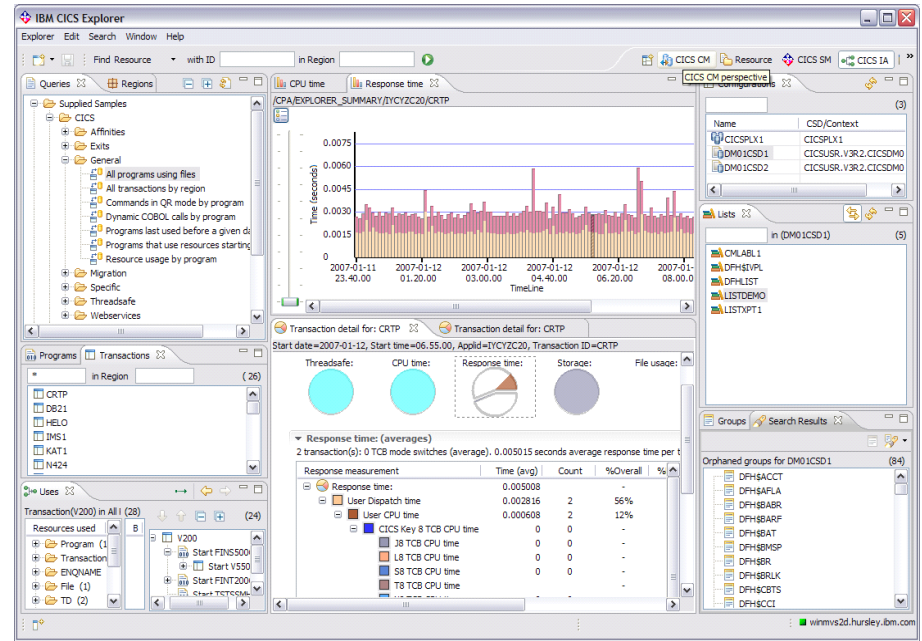 IBM CICS Explorer
Explorer Edit Search Window Help
Find Resource with ID in Region
CICS CM Resource CICS SM CICS IA »
CICS CM perspective
Queries Regions
Supplied Samples
CICS
Affinities
Exits
General
All programs using files
All transactions by region
Commands in QR mode by program
Dynamic COBOL calls by program
Programs last used before a given da
Programs that use resources starting
Resource usage by program
Migration
Specific
Threadsafe
Webservices
Programs Transactions
* in Region (26)
CRTP
DB21
HELO
IMS1
KAT1
N424
Uses
Transaction(V200) in All (28) (24)
Resources used B
Program (1
Transaction
ENQNAME
File (1)
TD (2)
V200
Start FINS500
Start V550
Start FINT200
CPU time Response time
/CPA/EXPLORER_SUMMARY/IYCYZC20/CRTP
Time (seconds)
0.0075
0.0060
0.0045
0.0030
0.0015
0
2007-01-11 2007-01-12 2007-01-12 2007-01-12 2007-01-12 2007-01-
23.40.00 01.20.00 03.00.00 04.40.00 06.20.00 08.00.0
TimeLine
Transaction detail for: CRTP Transaction detail for: CRTP
Start date=2007-01-12, Start time=06.55.00, Applid=IYCYZC20, Transaction ID=CRTP
Threadsafe: CPU time: Response time: Storage: File usage:
Response time: (averages)
2 transaction(s): 0 TCB mode switches (average). 0.005015 seconds average response time per t
Response measurement Time (avg) Count %Overall %
Response time: 0.005008
User Dispatch time 0.002816 2 56%
User CPU time 0.000608 2 12%
CICS Key 8 TCB CPU time 0 0 -
J8 TCB CPU time -
L8 TCB CPU time 0 0 -
S8 TCB CPU time 0 0 -
T8 TCB CPU time -
Configurations
(3)
Name CSD/Context
CICSPLX1 CICSPLX1
DM01CSD1 CICSUSR.V3R2.CICSDM0
DM01CSD2 CICSUSR.V3R2.CICSDM0
Lists
in (DM01CSD1) (5)
CMLABL1
DFH$IVPL
DFHLIST
LISTDEMO
LISTXPT1
Groups Search Results
Orphaned groups for DM01CSD1 (84)
DFH$ACCT
DFH$AFLA
DFH$BABR
DFH$BARF
DFH$BAT
DFH$BMSP
DFH$BR
DFH$BRLK
DFH$CBTS
DFH$CCI
winmvs2d.hursley.ibm.com